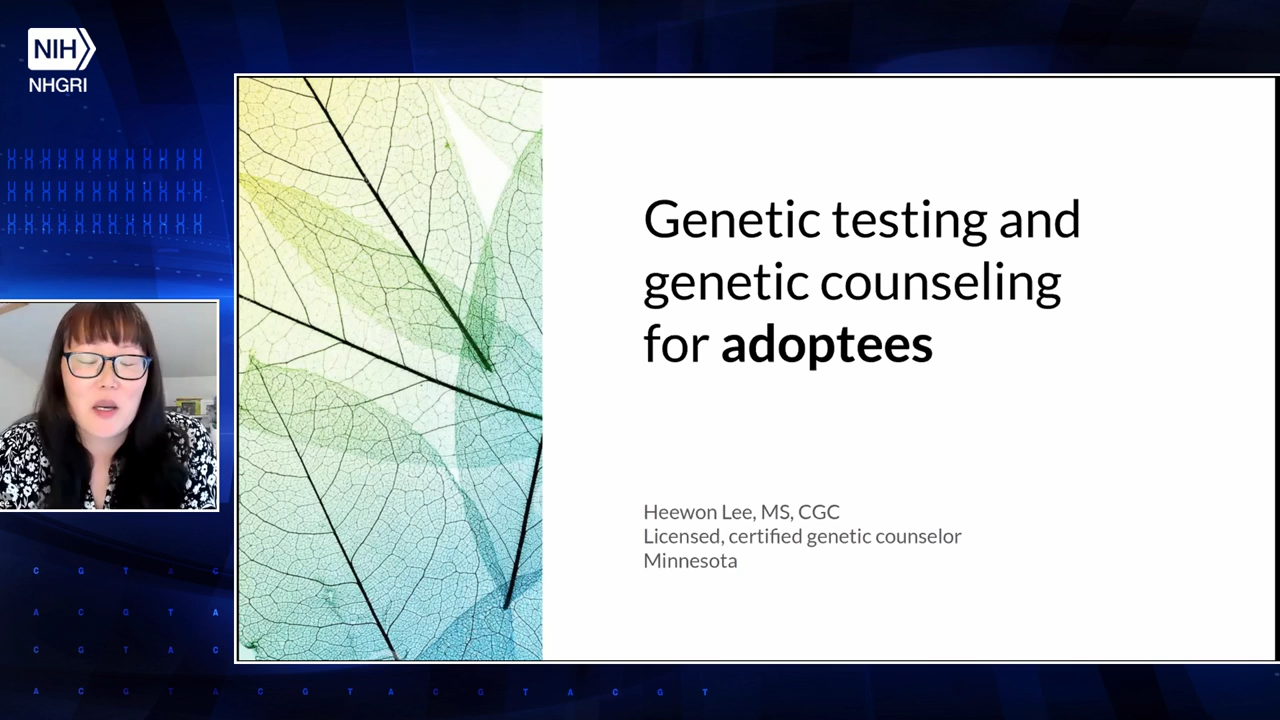 NIH
NHGRI
Genetic testing and
genetic counseling
for adoptees
Heewon Lee, MS, CGC
Licensed, certified genetic counselor
Minnesota
C G T A C
A C G T A
C G T A C
A C G T A C G T A C G T A C G T